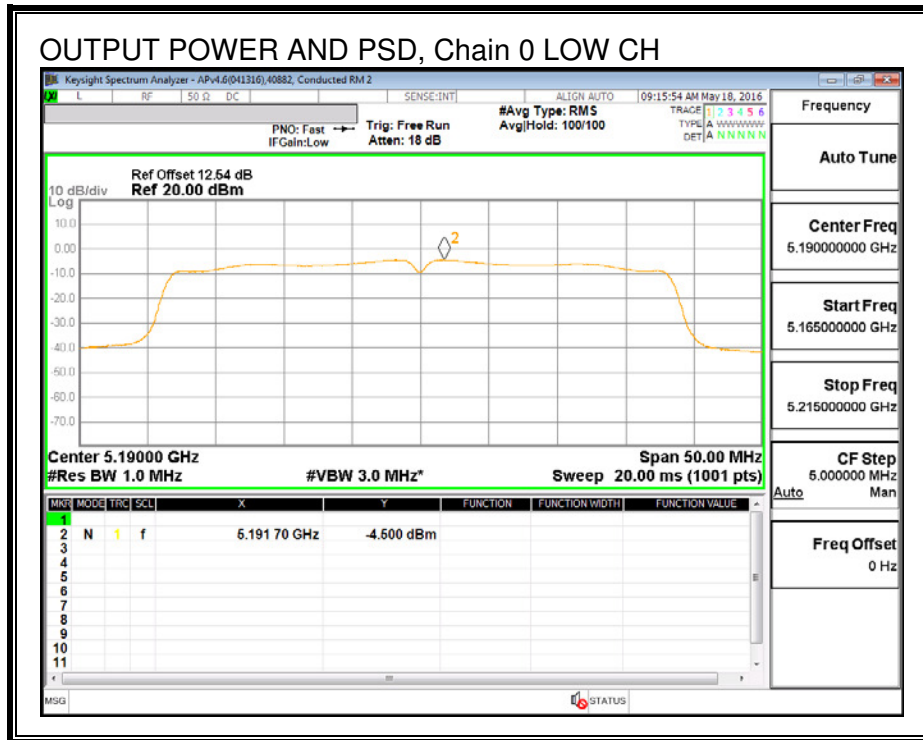 OUTPUT POWER AND PSD, Chain 0 LOW CH
Keysight Spectrum Analyzer - APv4.6(041316),40882, Conducted RM 2
L RF 50 Ω DC SENSE:INT ALIGN AUTO 09:15:54 AM May 18, 2016
PNO: Fast
IFGain:Low
Trig: Free Run
Atten: 18 dB
#Avg Type: RMS
Avg|Hold: 100/100
TRACE 1 2 3 4 5 6
TYPE A WWWWW
DET A N N N N N
Ref Offset 12.54 dB
10 dB/div Ref 20.00 dBm
Log
10.0
0.00
-10.0
-20.0
-30.0
-40.0
-50.0
-60.0
-70.0
2
Center 5.19000 GHz Span 50.00 MHz
#Res BW 1.0 MHz #VBW 3.0 MHz* Sweep 20.00 ms (1001 pts)
MKR MODE TRC SCL X Y FUNCTION FUNCTION WIDTH FUNCTION VALUE
1
2 N 1 f 5.191 70 GHz -4.500 dBm
3
4
5
6
7
8
9
10
11
MSG STATUS
Frequency
Auto Tune
Center Freq
5.190000000 GHz
Start Freq
5.165000000 GHz
Stop Freq
5.215000000 GHz
CF Step
5.000000 MHz
Auto Man
Freq Offset
0 Hz